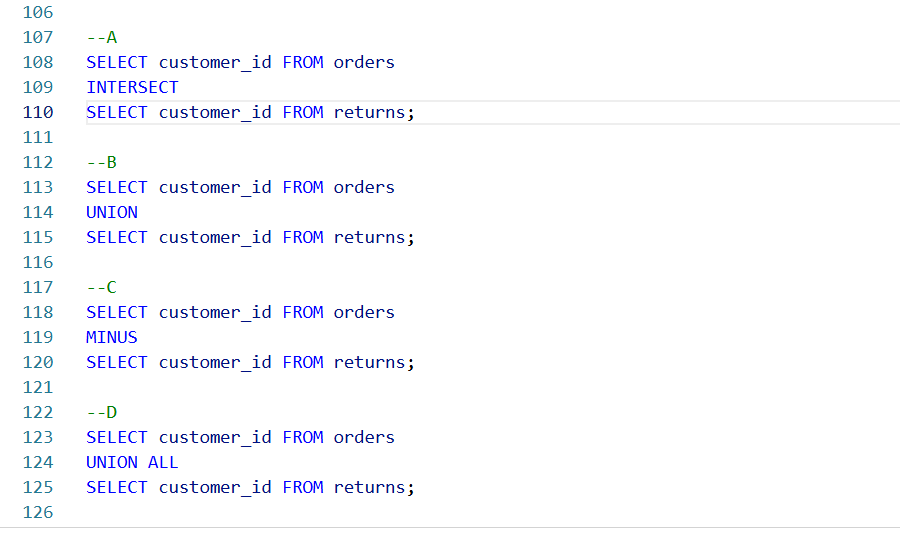 106
107 --A
108 SELECT customer_id FROM orders
109 INTERSECT
110 SELECT customer_id FROM returns;
111
112 --B
113 SELECT customer_id FROM orders
114 UNION
115 SELECT customer_id FROM returns;
116
117 --C
118 SELECT customer_id FROM orders
119 MINUS
120 SELECT customer_id FROM returns;
121
122 --D
123 SELECT customer_id FROM orders
124 UNION ALL
125 SELECT customer_id FROM returns;
126